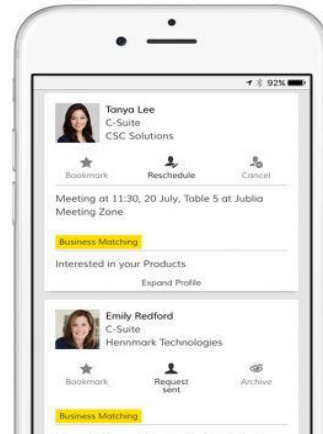 92%
Tanya Lee
C-Suite
CSC Solutions
Bookmark Reschedule Cancel
Meeting at 11:30, 20 July, Table 5 at Jublia
Meeting Zone
Business Matching
Interested in your Products
Expand Profile
Emily Redford
C-Suite
Hennmark Technologies
Bookmark Request sent Archive
Business Matching